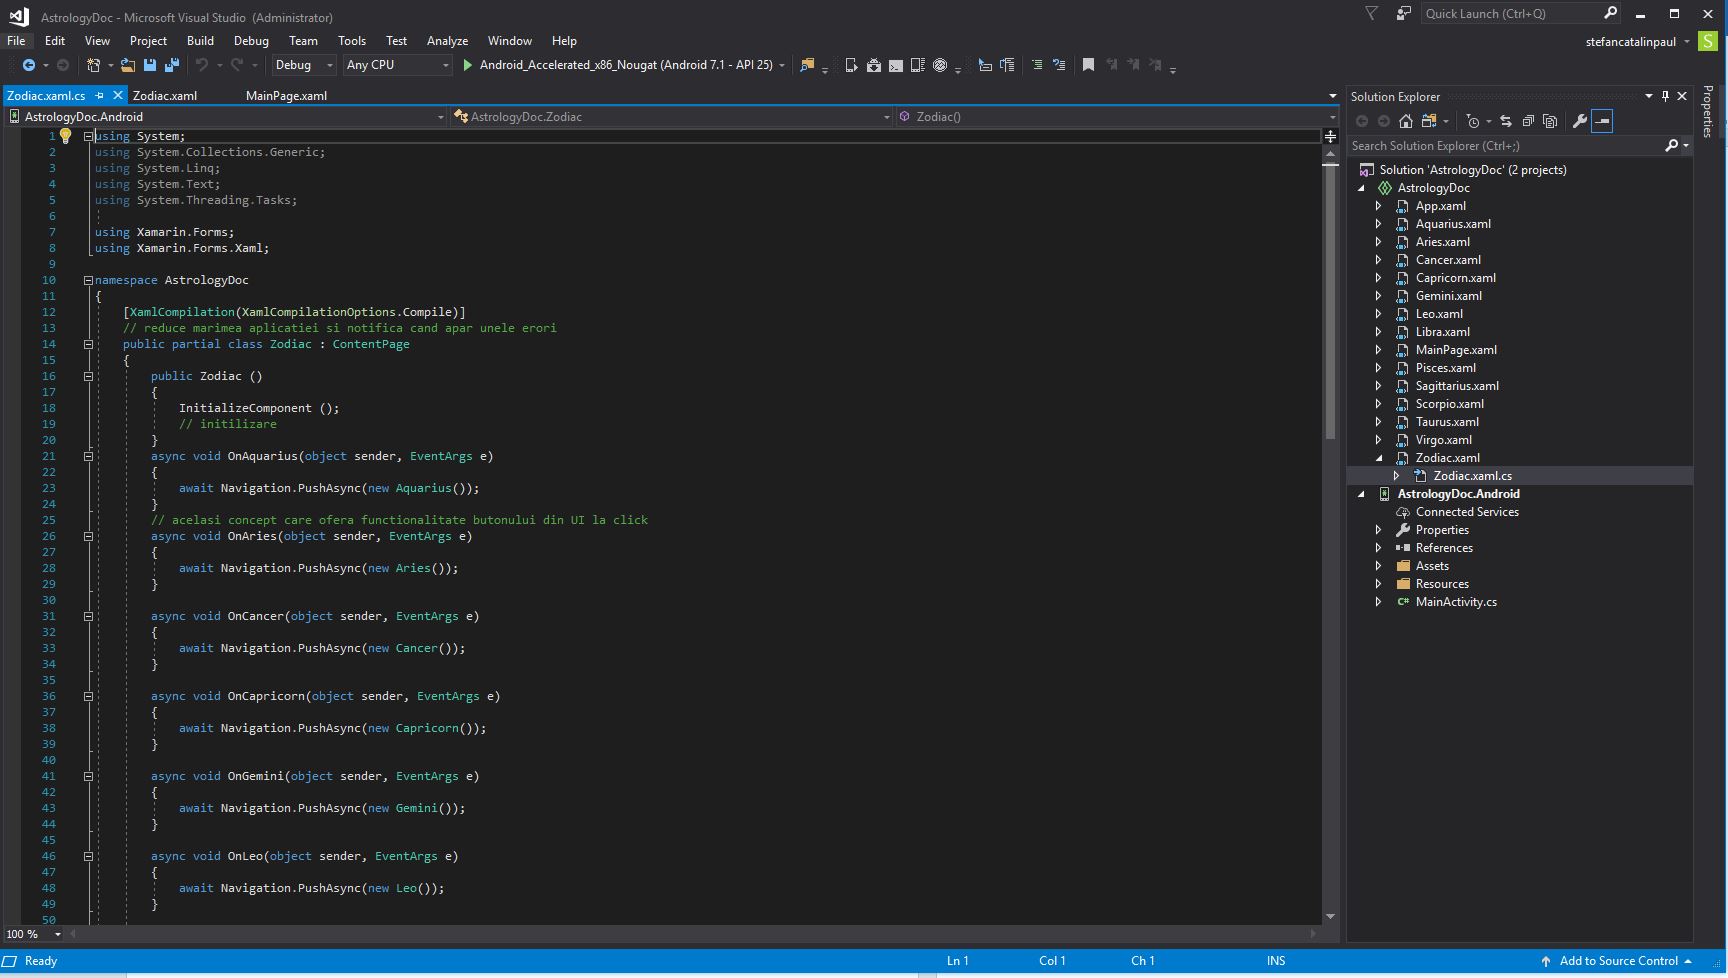 AstrologyDoc - Microsoft Visual Studio (Administrator)
Quick Launch (Ctrl+Q)
File Edit View Project Build Debug Team Tools Test Analyze Window Help
stefancatalinpaul S
Debug Any CPU Android_Accelerated_x86_Nougat (Android 7.1 - API 25)
Zodiac.xaml.cs Zodiac.xaml MainPage.xaml
AstrologyDoc.Android AstrologyDoc.Zodiac Zodiac()
1 using System;
2 using System.Collections.Generic;
3 using System.Linq;
4 using System.Text;
5 using System.Threading.Tasks;
6
7 using Xamarin.Forms;
8 using Xamarin.Forms.Xaml;
9
10 namespace AstrologyDoc
11 {
12 [XamlCompilation(XamlCompilationOptions.Compile)]
13 // reduce marimea aplicatiei si notifica cand apar unele erori
14 public partial class Zodiac : ContentPage
15 {
16 public Zodiac ()
17 {
18 InitializeComponent ();
19 // initilizare
20 }
21 async void OnAquarius(object sender, EventArgs e)
22 {
23 await Navigation.PushAsync(new Aquarius());
24 }
25 // acelasi concept care ofera functionalitate butonului din UI la click
26 async void OnAries(object sender, EventArgs e)
27 {
28 await Navigation.PushAsync(new Aries());
29 }
30
31 async void OnCancer(object sender, EventArgs e)
32 {
33 await Navigation.PushAsync(new Cancer());
34 }
35
36 async void OnCapricorn(object sender, EventArgs e)
37 {
38 await Navigation.PushAsync(new Capricorn());
39 }
40
41 async void OnGemini(object sender, EventArgs e)
42 {
43 await Navigation.PushAsync(new Gemini());
44 }
45
46 async void OnLeo(object sender, EventArgs e)
47 {
48 await Navigation.PushAsync(new Leo());
49 }
50
100 %
Solution Explorer
Search Solution Explorer (Ctrl+;)
Solution 'AstrologyDoc' (2 projects)
AstrologyDoc
App.xaml
Aquarius.xaml
Aries.xaml
Cancer.xaml
Capricorn.xaml
Gemini.xaml
Leo.xaml
Libra.xaml
MainPage.xaml
Pisces.xaml
Sagittarius.xaml
Scorpio.xaml
Taurus.xaml
Virgo.xaml
Zodiac.xaml
Zodiac.xaml.cs
AstrologyDoc.Android
Connected Services
Properties
References
Assets
Resources
C# MainActivity.cs
Properties
Ready Ln 1 Col 1 Ch 1 INS Add to Source Control